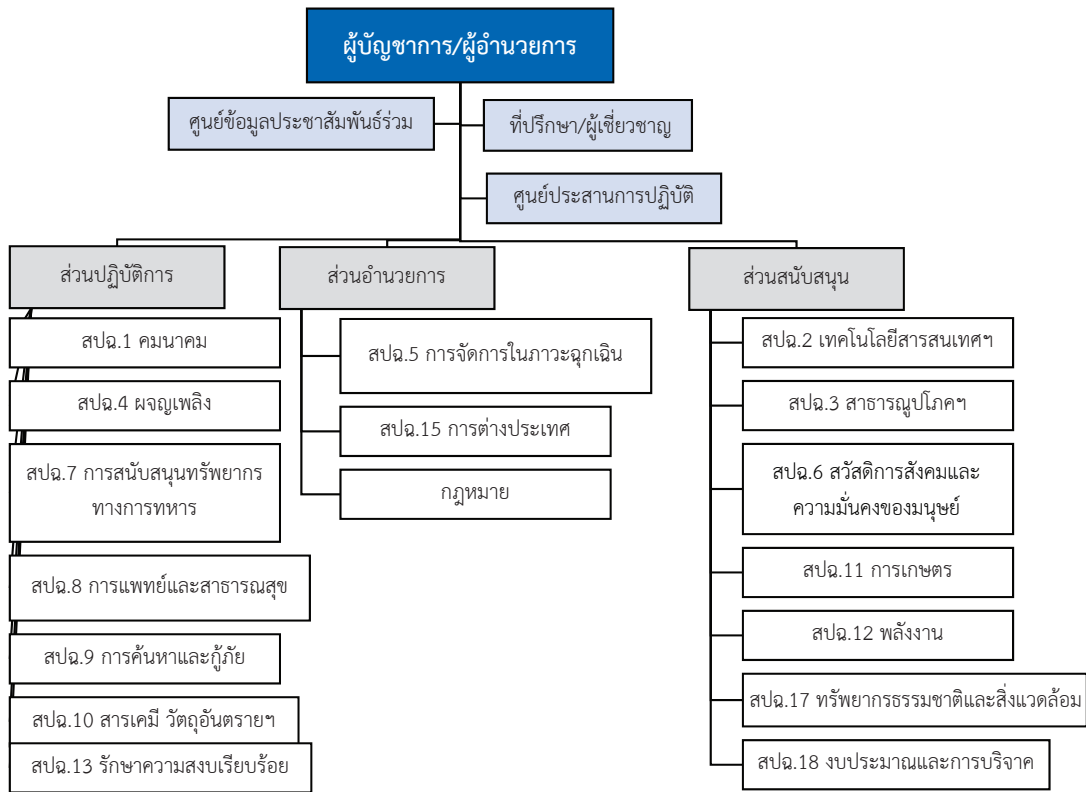 ผู้บัญชาการ/ผู้อำนวยการ
ศูนย์ข้อมูลประชาสัมพันธ์ร่วม
ที่ปรึกษา/ผู้เชี่ยวชาญ
ศูนย์ประสานการปฏิบัติ
ส่วนปฏิบัติการ
สปฉ.1 คมนาคม
สปฉ.4 ผจญเพลิง
สปฉ.7 การสนับสนุนทรัพยากร
ทางการทหาร
สปฉ.8 การแพทย์และสาธารณสุข
สปฉ.9 การค้นหาและกู้ภัย
สปฉ.10 สารเคมี วัตถุอันตรายฯ
สปฉ.13 รักษาความสงบเรียบร้อย
ส่วนอำนวยการ
สปฉ.5 การจัดการในภาวะฉุกเฉิน
สปฉ.15 การต่างประเทศ
กฎหมาย
ส่วนสนับสนุน
สปฉ.2 เทคโนโลยีสารสนเทศฯ
สปฉ.3 สาธารณูปโภคฯ
สปฉ.6 สวัสดิการสังคมและ
ความมั่นคงของมนุษย์
สปฉ.11 การเกษตร
สปฉ.12 พลังงาน
สปฉ.17 ทรัพยากรธรรมชาติและสิ่งแวดล้อม
สปฉ.18 งบประมาณและการบริจาค